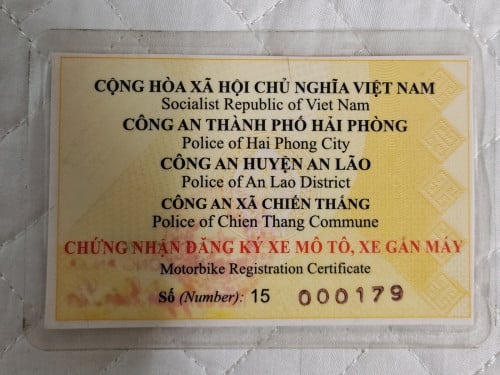 CỘNG HÒA XÃ HỘI CHỦ NGHĨA VIỆT NAM
Socialist Republic of Viet Nam
CÔNG AN THÀNH PHỐ HẢI PHÒNG
Police of Hai Phong City
CÔNG AN HUYỆN AN LÃO
Police of An Lao District
CÔNG AN XÃ CHIẾN THẮNG
Police of Chien Thang Commune
CHỨNG NHẬN ĐĂNG KÝ XE MÔ TÔ, XE GẮN MÁY
Motorbike Registration Certificate
Số (Number): 15 000179